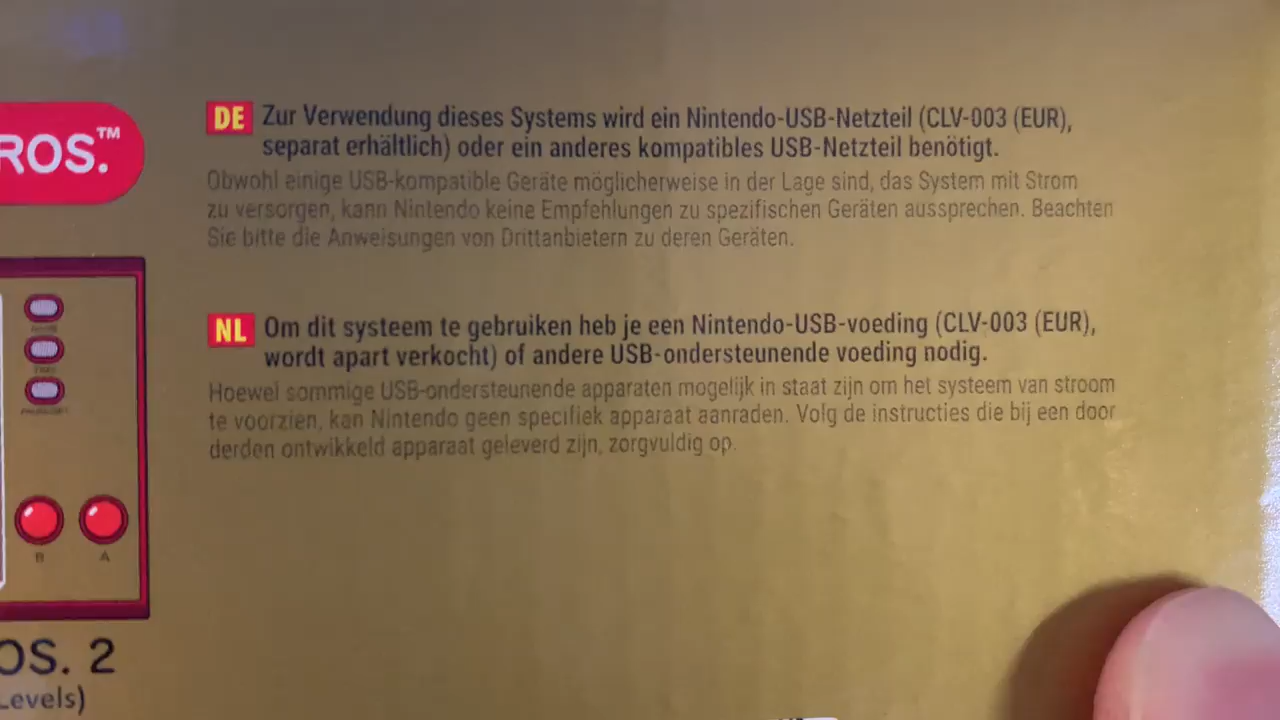 ROS.™
DE Zur Verwendung dieses Systems wird ein Nintendo-USB-Netzteil (CLV-003 (EUR),
separat erhältlich) oder ein anderes kompatibles USB-Netzteil benötigt.
Obwohl einige USB-kompatible Geräte möglicherweise in der Lage sind, das System mit Strom
zu versorgen, kann Nintendo keine Empfehlungen zu spezifischen Geräten aussprechen. Beachten
Sie bitte die Anweisungen von Drittanbietern zu deren Geräten.
NL Om dit systeem te gebruiken heb je een Nintendo-USB-voeding (CLV-003 (EUR),
wordt apart verkocht) of andere USB-ondersteunende voeding nodig.
Hoewel sommige USB-ondersteunende apparaten mogelijk in staat zijn om het systeem van stroom
te voorzien, kan Nintendo geen specifiek apparaat aanraden. Volg de instructies die bij een door
derden ontwikkeld apparaat geleverd zijn, zorgvuldig op.
B A
OS. 2
Levels)